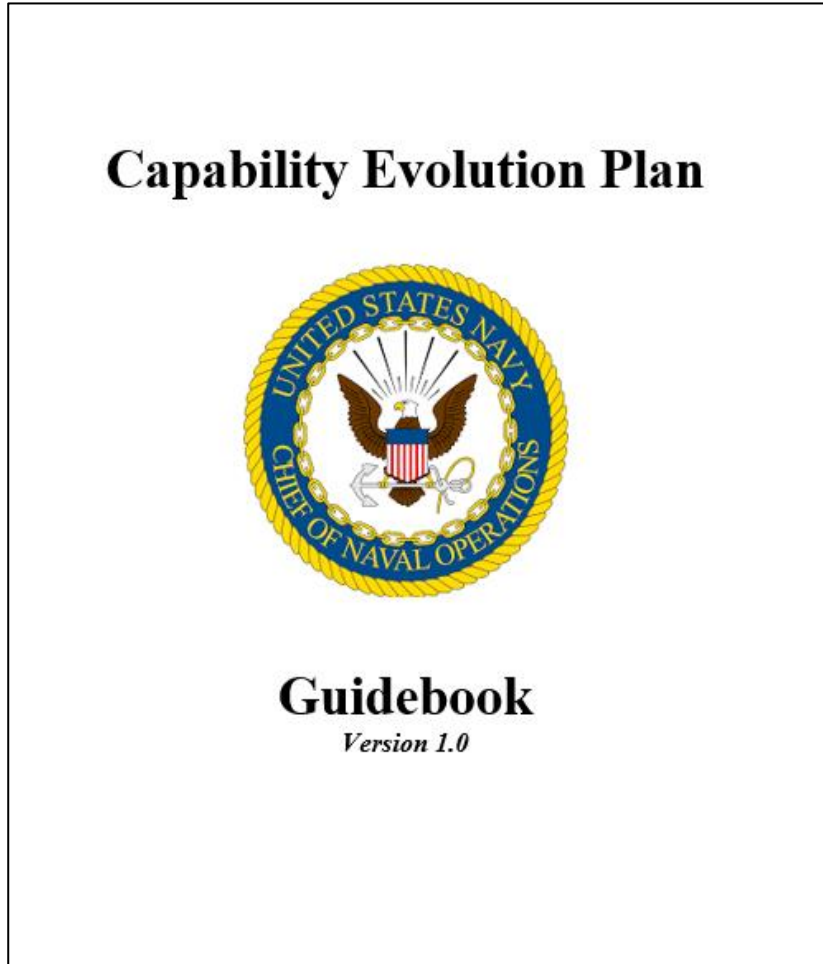 Capability Evolution Plan
UNITED STATES NAVY
CHIEF OF NAVAL OPERATIONS
Guidebook
Version 1.0